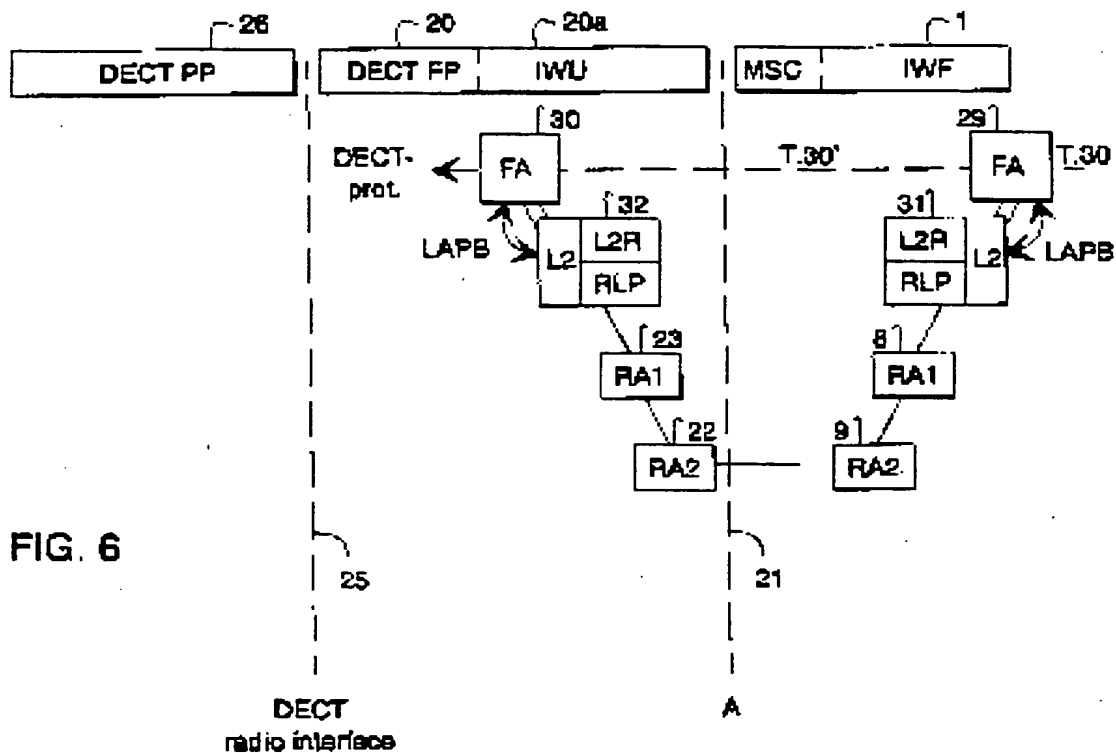 26 20 20a 1
DECT PP DECT FP IWU MSC IWF
30 29
DECT-
prot.
FA T.30' FA T.30
32 31
LAPB L2 L2R L2R L2 LAPB
RLP RLP
23 8
RA1 RA1
22 9
RA2 RA2
FIG. 6
25 21
DECT
radio interface
A